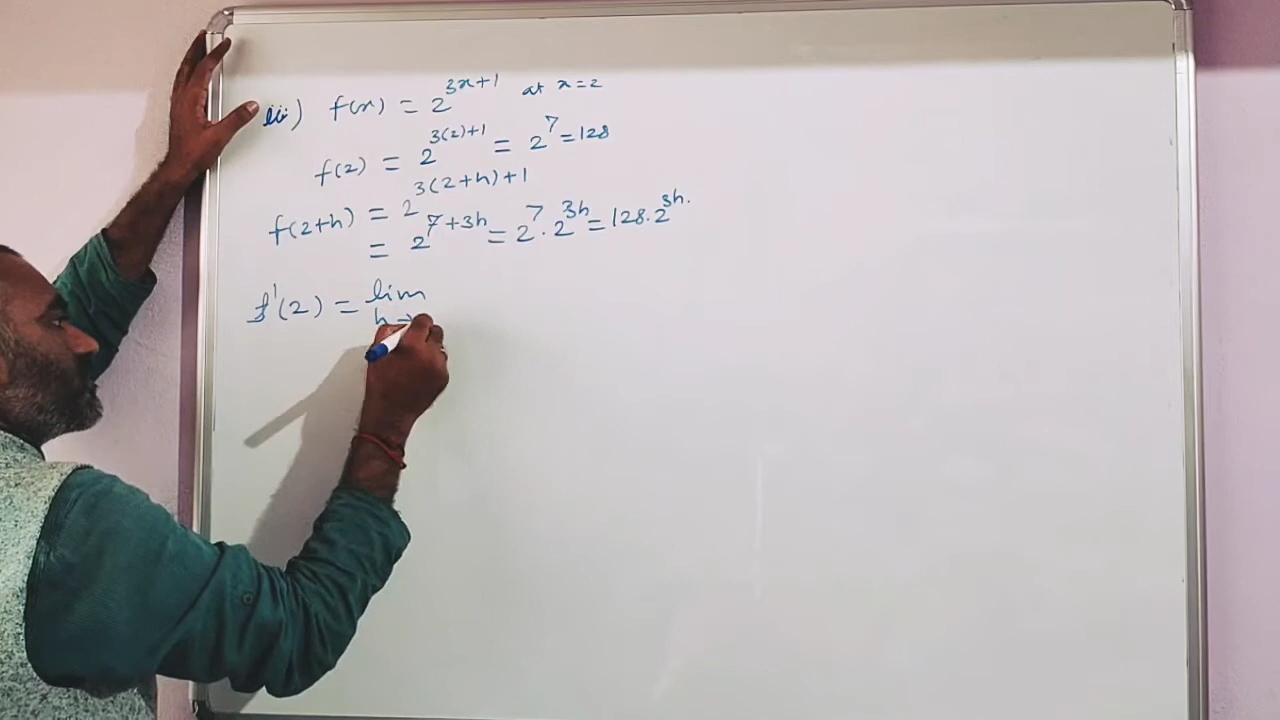 iii) f(x) = 2^{3x+1} at x=2
f(2) = 2^{3(2)+1} = 2^7 = 128
f(2+h) = 2^{3(2+h)+1}
= 2^{7+3h} = 2^7 . 2^{3h} = 128 . 2^{3h}.
f'(2) = lim
h →